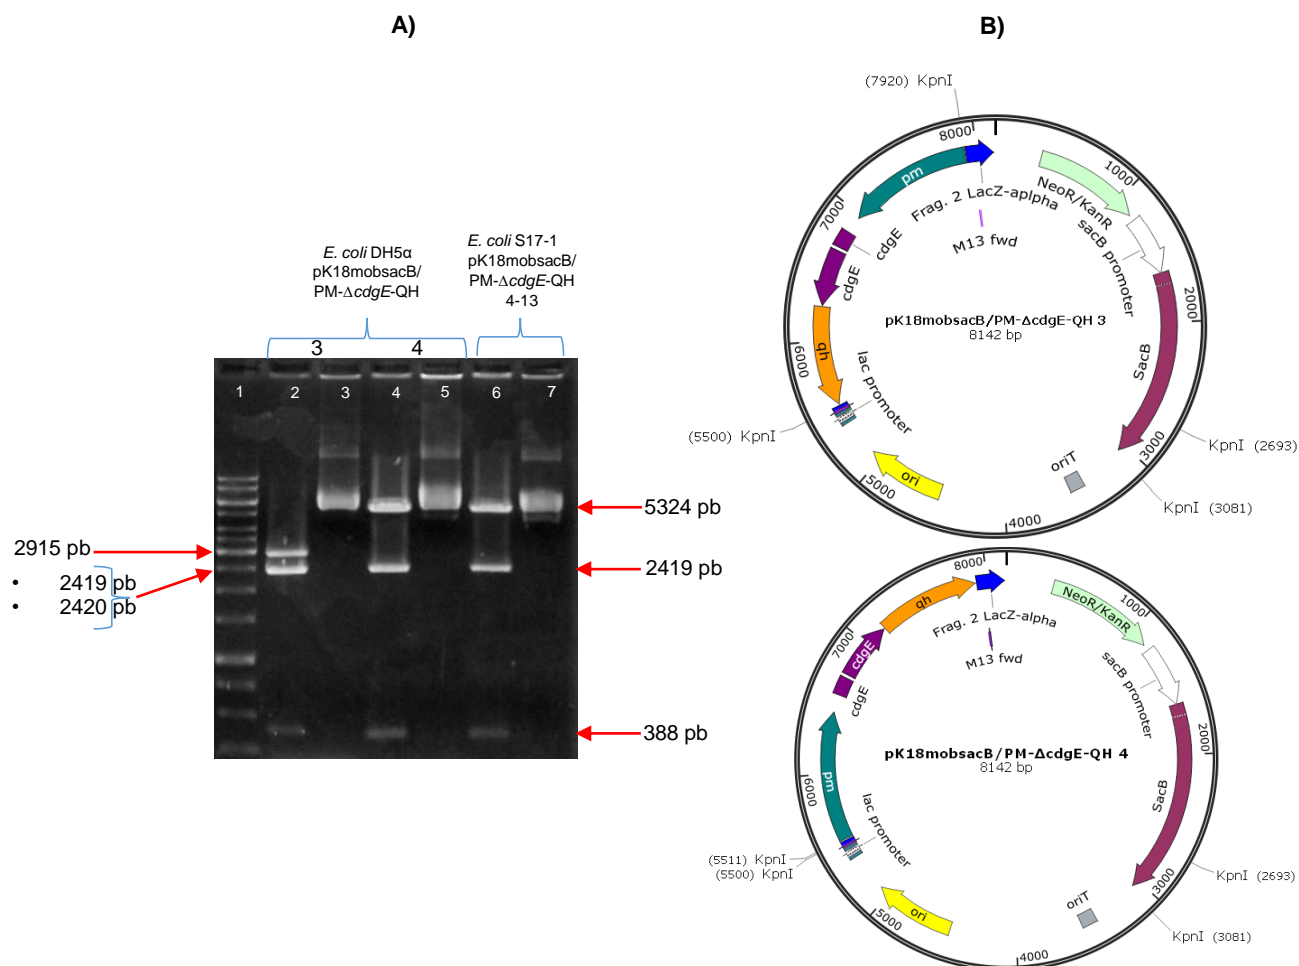 A)
B)
E. coli DH5α
pK18mobsacB/
PM-ΔcdgE-QH
E. coli S17-1
pK18mobsacB/
PM-ΔcdgE-QH
4-13
3
4
1
2
3
4
5
6
7
2915 pb
• 2419 pb
• 2420 pb
5324 pb
2419 pb
388 pb
(7920) KpnI
8000
1000
2000
3000
4000
5000
6000
7000
pm
Frag. 2 LacZ-aplpha
M13 fwd
NeoR/KanR
sacB promoter
SacB
cdgE
cdgE
qh
lac promoter
ori
oriT
pK18mobsacB/PM-ΔcdgE-QH 3
8142 bp
(5500) KpnI
KpnI (2693)
KpnI (3081)
8000
1000
2000
3000
4000
5000
6000
7000
qh
Frag. 2 LacZ-alpha
M13 fwd
NeoR/KanR
sacB promoter
SacB
cdgE
cdgE
pm
lac promoter
ori
oriT
pK18mobsacB/PM-ΔcdgE-QH 4
8142 bp
(5511) KpnI
(5500) KpnI
KpnI (2693)
KpnI (3081)